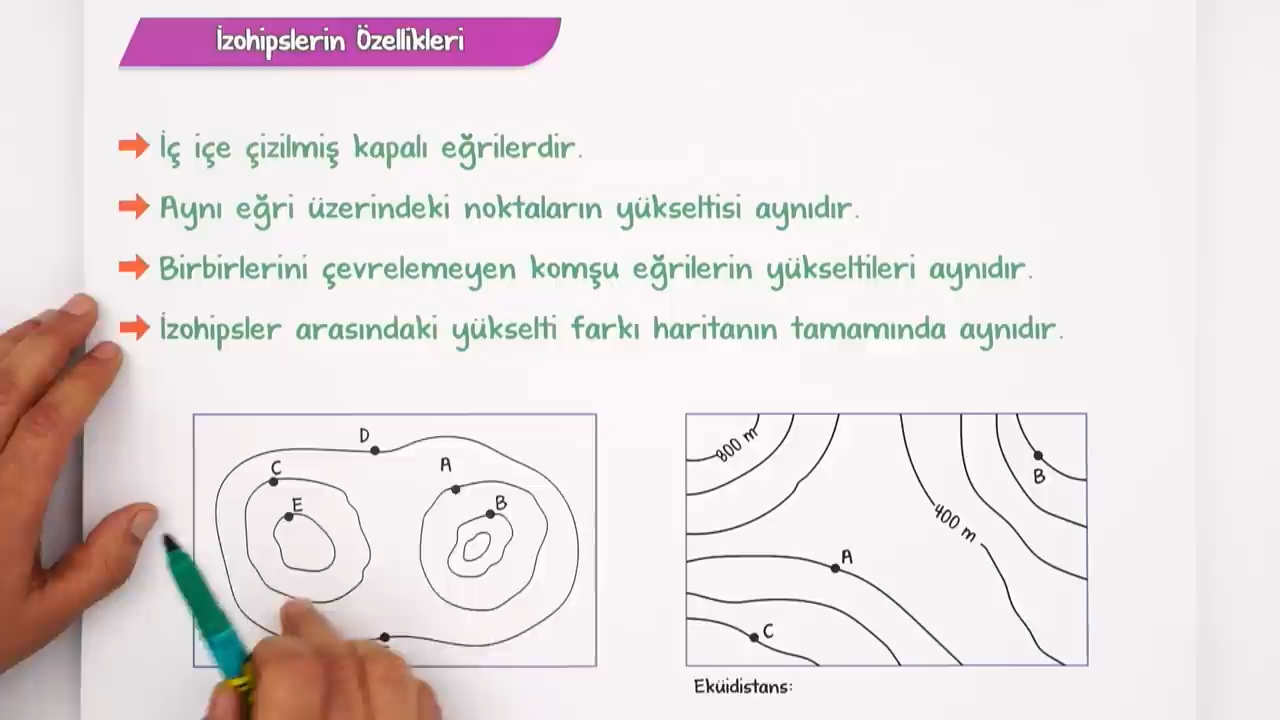 İzohipslerin Özellikleri
İç içe çizilmiş kapalı eğrilerdir.
Aynı eğri üzerindeki noktaların yükseltisi aynıdır.
Birbirlerini çevrelemeyen komşu eğrilerin yükseltileri aynıdır.
İzohipsler arasındaki yükselti farkı haritanın tamamında aynıdır.
D
C
A
E
B
800 m
B
400 m
A
C
Eküidistans: